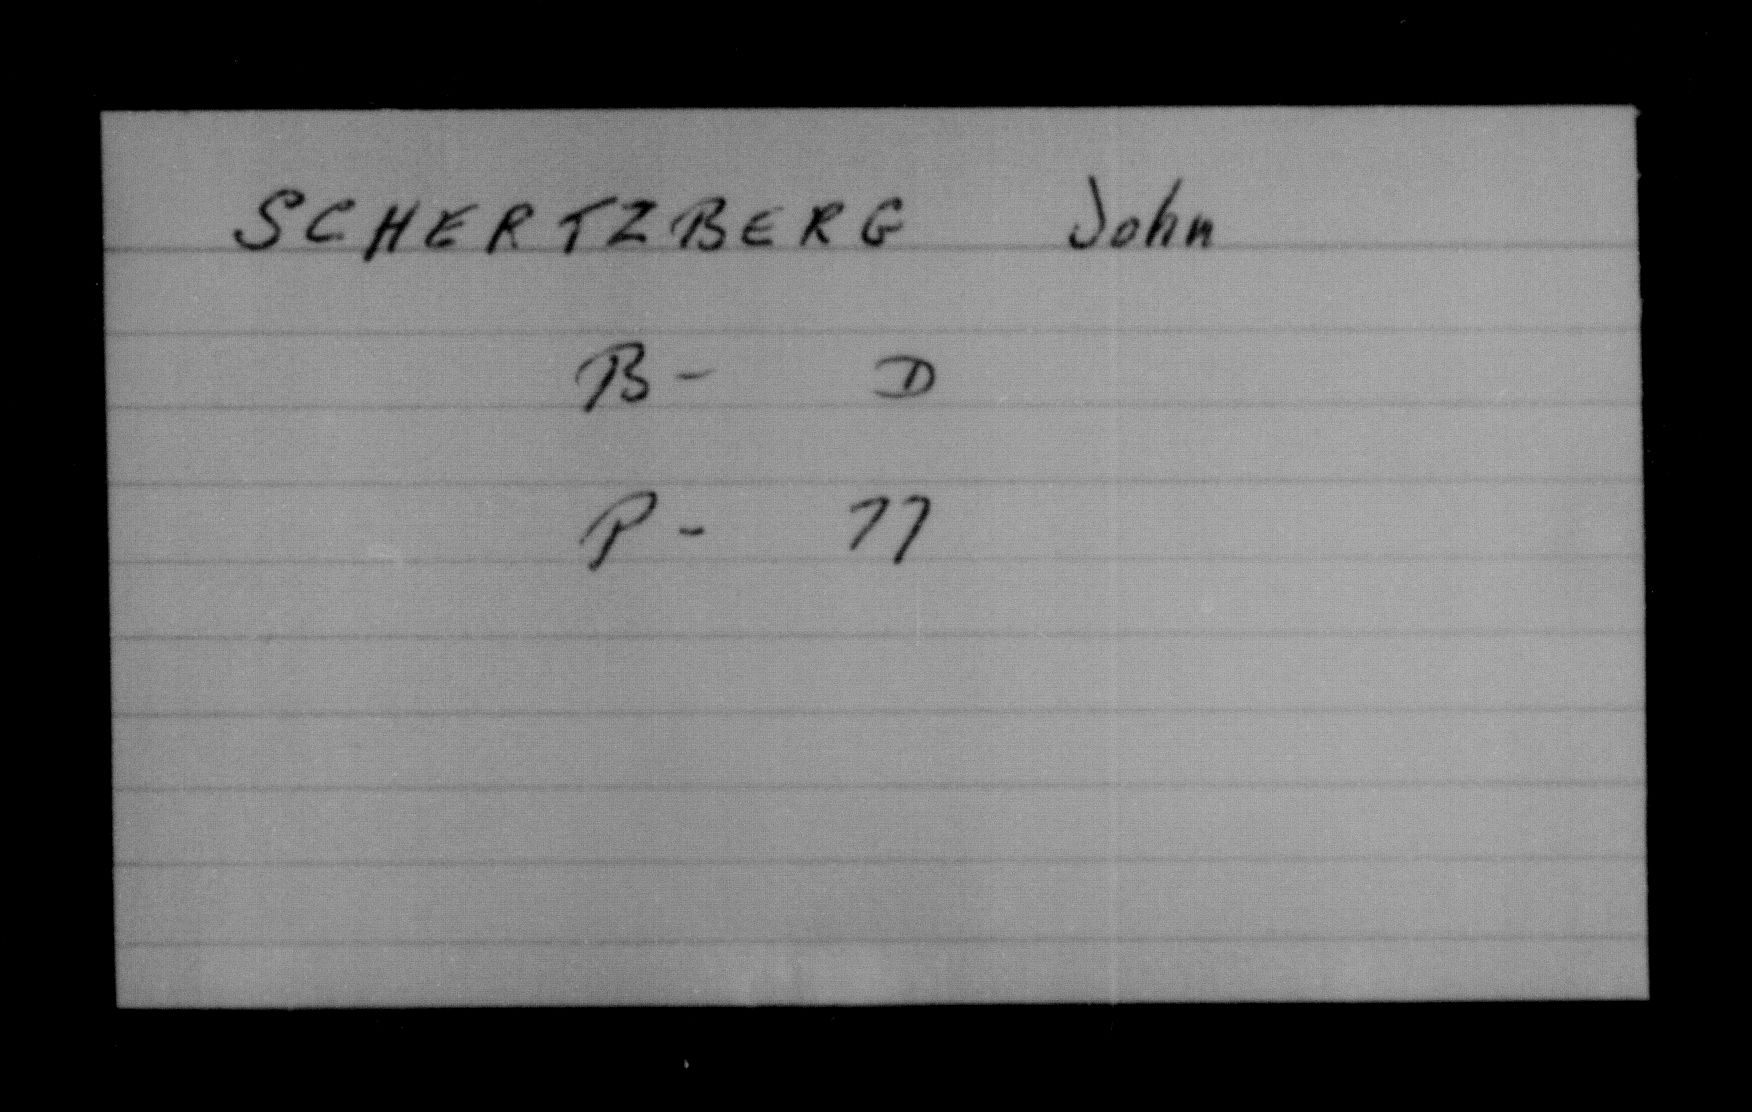 SCHERTZBERG John
B- D
P- 77